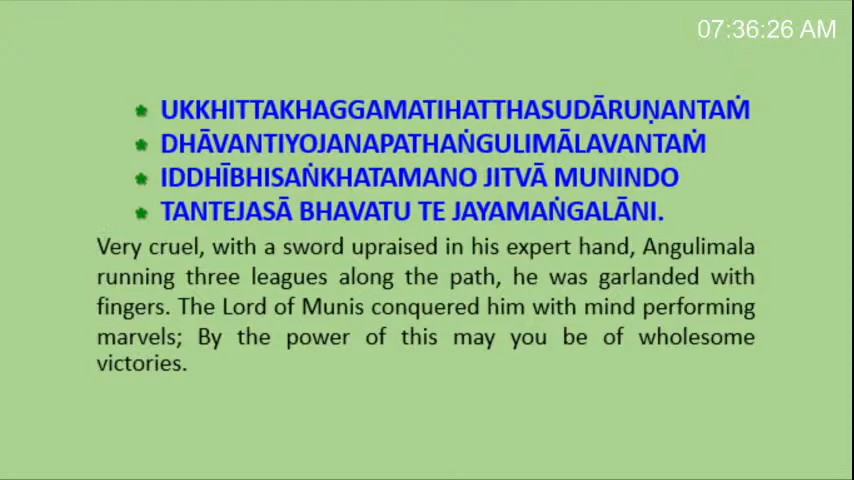 07:36:26 AM
UKKHITTAKHAGGAMATIHATTHASUDĀRUṆANTAṀ
DHĀVANTIYOJANAPATHAṄGULIMĀLAVANTAṀ
IDDHĪBHISAṄKHATAMANO JITVĀ MUNINDO
TANTEJASĀ BHAVATU TE JAYAMAṄGALĀNI.
Very cruel, with a sword upraised in his expert hand, Angulimala
running three leagues along the path, he was garlanded with
fingers. The Lord of Munis conquered him with mind performing
marvels; By the power of this may you be of wholesome
victories.